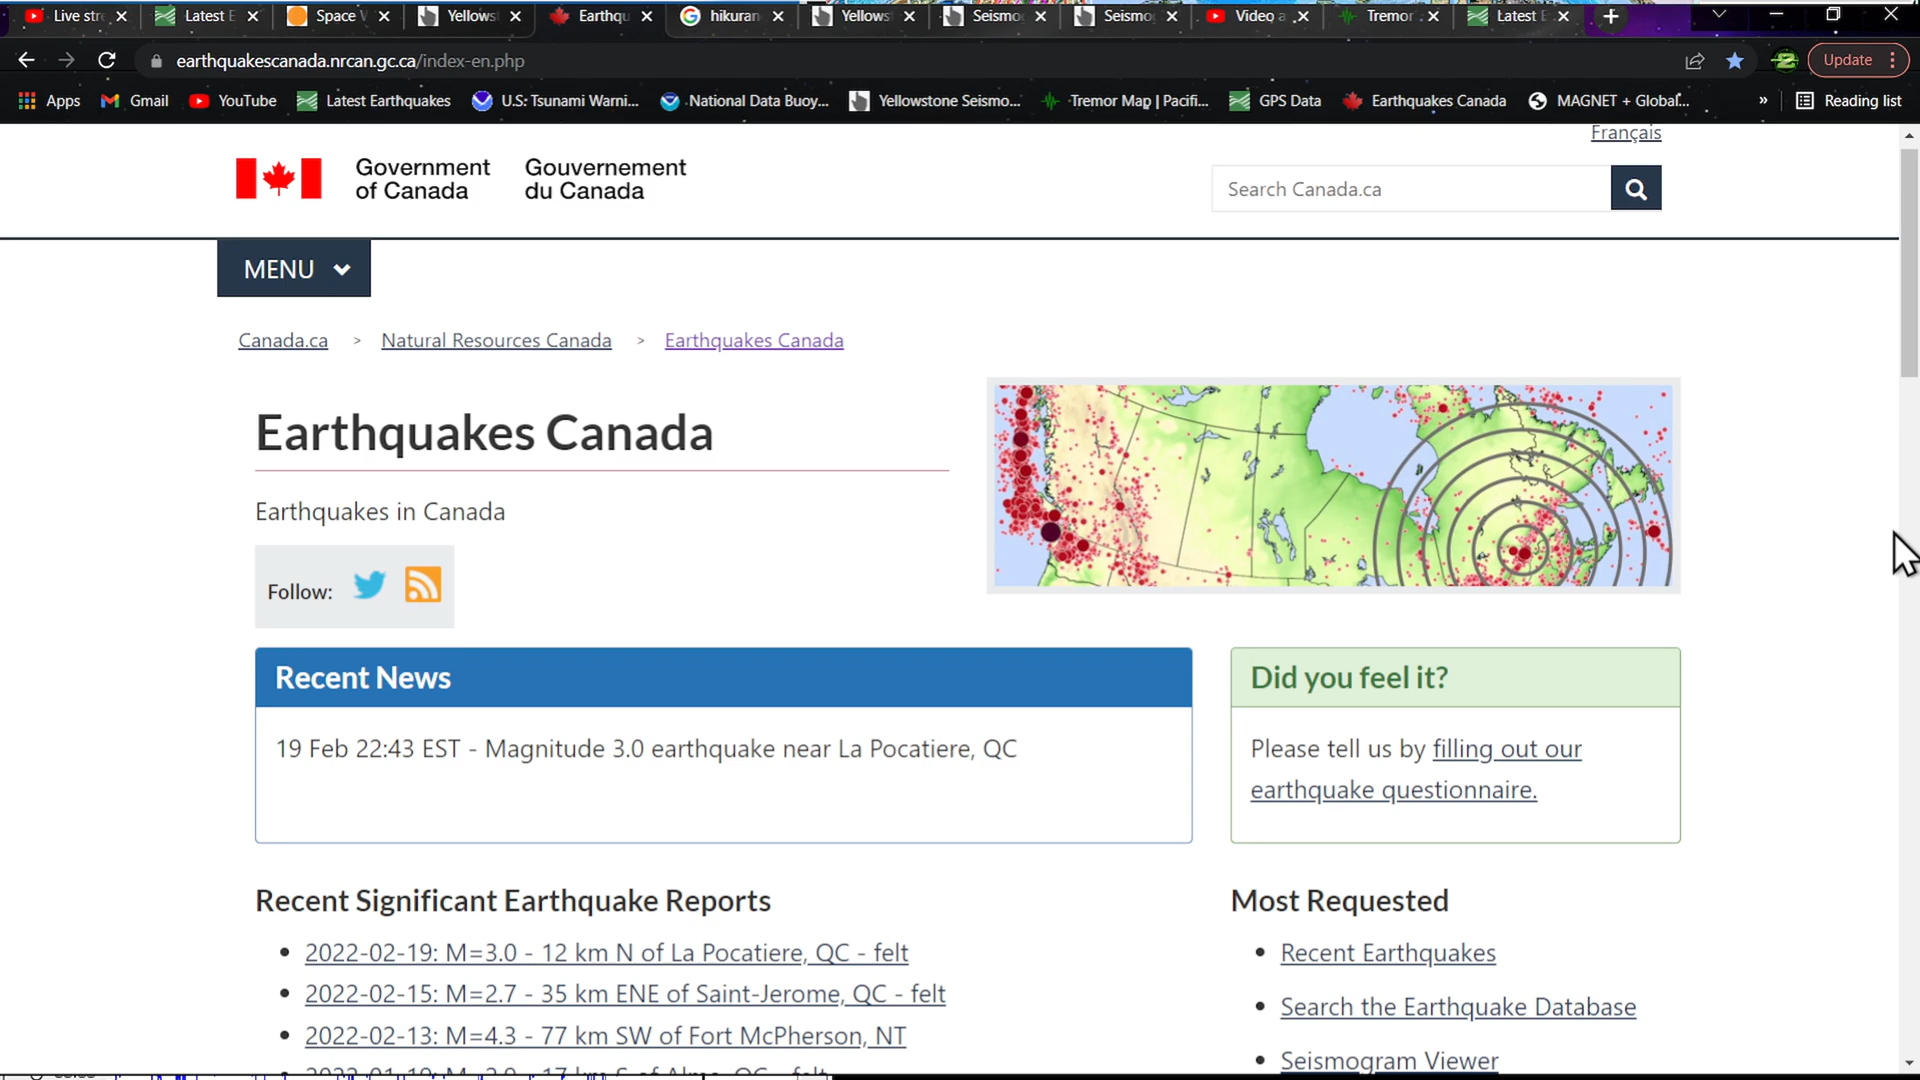 Live str
Latest E
Space V
Yellows
Earthqu
hikuran
Yellows
Seismo
Seismo
Video a
Tremor
Latest E
earthquakescanada.nrcan.gc.ca/index-en.php
Update
Apps
Gmail
YouTube
Latest Earthquakes
U.S. Tsunami Warni...
National Data Buoy...
Yellowstone Seismo...
Tremor Map | Pacifi...
GPS Data
Earthquakes Canada
MAGNET + Global...
»
Reading list
Français
Government of Canada
Gouvernement du Canada
Search Canada.ca
MENU
Canada.ca > Natural Resources Canada > Earthquakes Canada
Earthquakes Canada
Earthquakes in Canada
Follow:
Recent News
19 Feb 22:43 EST - Magnitude 3.0 earthquake near La Pocatiere, QC
Did you feel it?
Please tell us by filling out our
earthquake questionnaire.
Recent Significant Earthquake Reports
• 2022-02-19: M=3.0 - 12 km N of La Pocatiere, QC - felt
• 2022-02-15: M=2.7 - 35 km ENE of Saint-Jerome, QC - felt
• 2022-02-13: M=4.3 - 77 km SW of Fort McPherson, NT
Most Requested
• Recent Earthquakes
• Search the Earthquake Database
• Seismogram Viewer